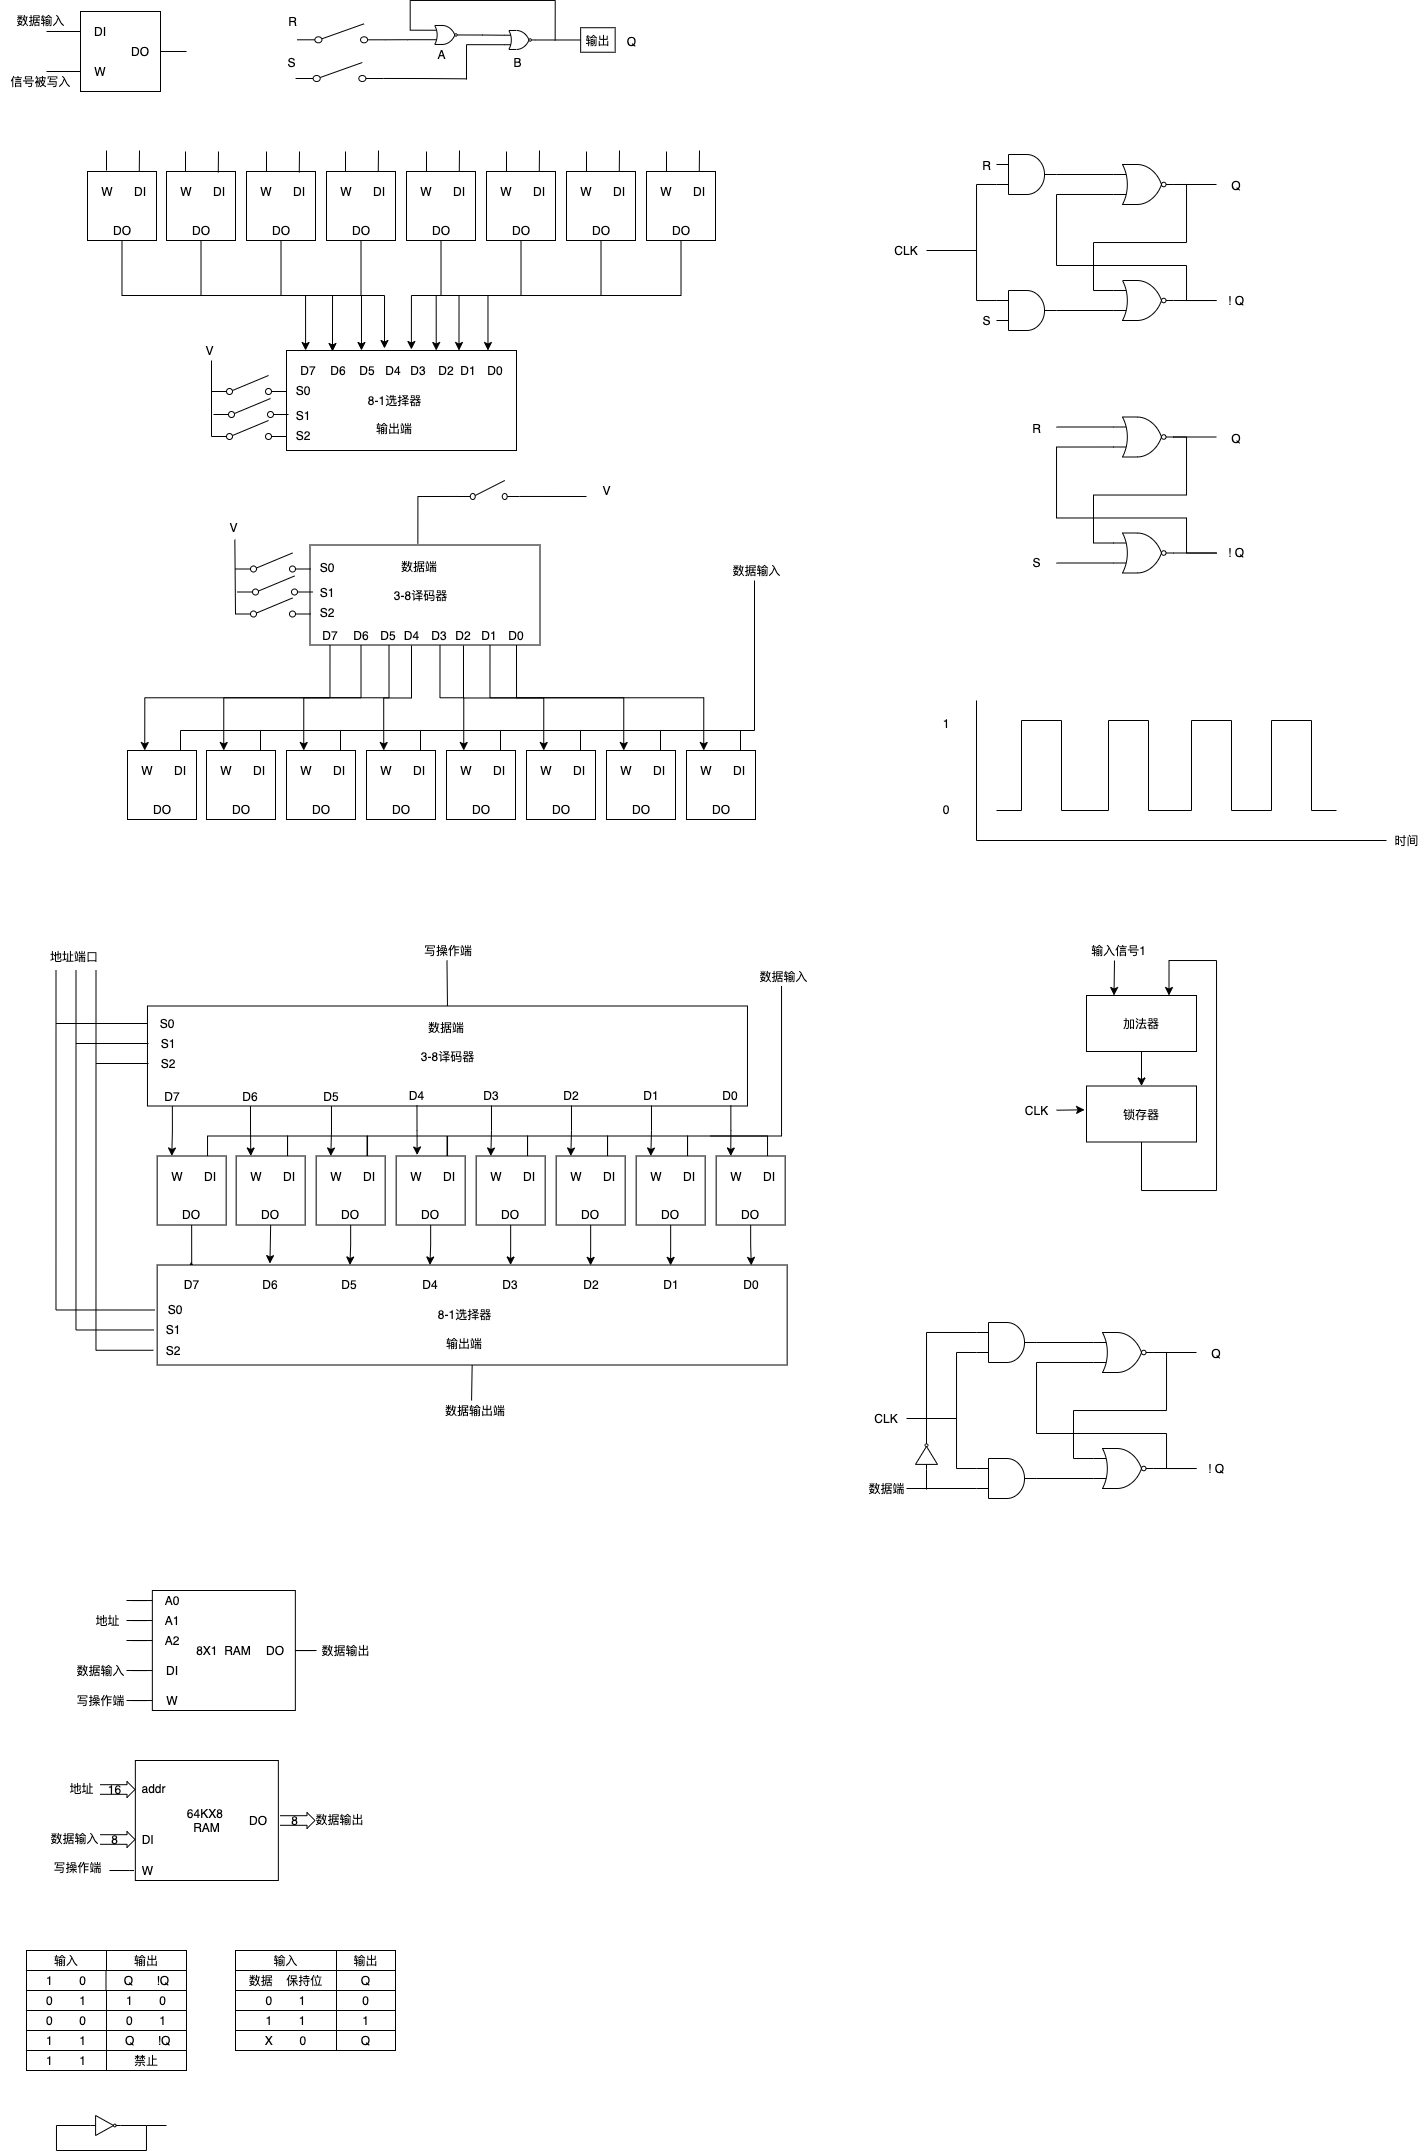 数据输入
DI
DO
W
信号被写入
R
S
A
B
输出
Q
W DI W DI W DI W DI W DI W DI W DI W DI
DO DO DO DO DO DO DO DO
V
D7 D6 D5 D4 D3 D2 D1 D0
S0
8-1选择器
S1
输出端
S2
V
V
数据端
S0
3-8译码器
S1
S2
D7 D6 D5 D4 D3 D2 D1 D0
数据输入
W DI W DI W DI W DI W DI W DI W DI W DI
DO DO DO DO DO DO DO DO
R
Q
CLK
S
! Q
R
Q
S
! Q
1
0
时间
地址端口
写操作端
数据输入
数据端
S0
S1
3-8译码器
S2
D7 D6 D5 D4 D3 D2 D1 D0
W DI W DI W DI W DI W DI W DI W DI W DI
DO DO DO DO DO DO DO DO
D7 D6 D5 D4 D3 D2 D1 D0
S0
8-1选择器
S1
输出端
S2
数据输出端
输入信号1
加法器
CLK
锁存器
Q
CLK
! Q
数据端
A0
地址 A1
A2
8X1 RAM DO 数据输出
数据输入 DI
写操作端 W
地址 16 addr
64KX8
RAM
DO 8 数据输出
数据输入 8 DI
写操作端 W
输入 输出
1 0 Q !Q
0 1 1 0
0 0 0 1
1 1 Q !Q
1 1 禁止
输入 输出
数据 保持位 Q
0 1 0
1 1 1
X 0 Q